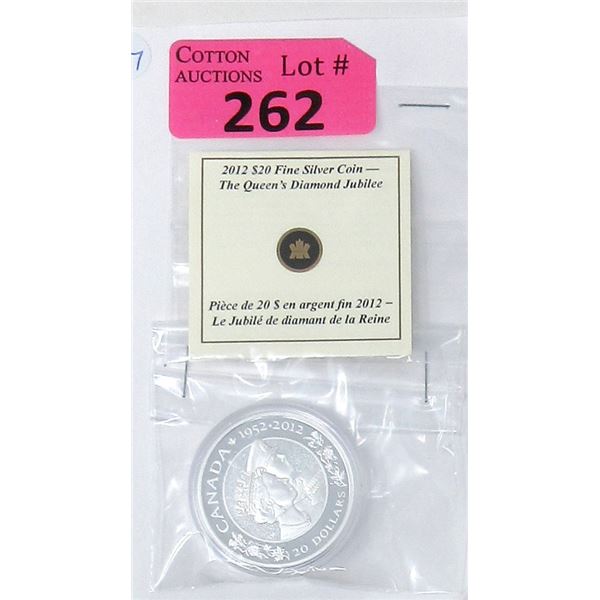 7
COTTON
AUCTIONS
Lot #
262
2012 $20 Fine Silver Coin —
The Queen's Diamond Jubilee
Pièce de 20 $ en argent fin 2012 –
Le Jubilé de diamant de la Reine
CANADA 1952·2012
20 DOLLARS